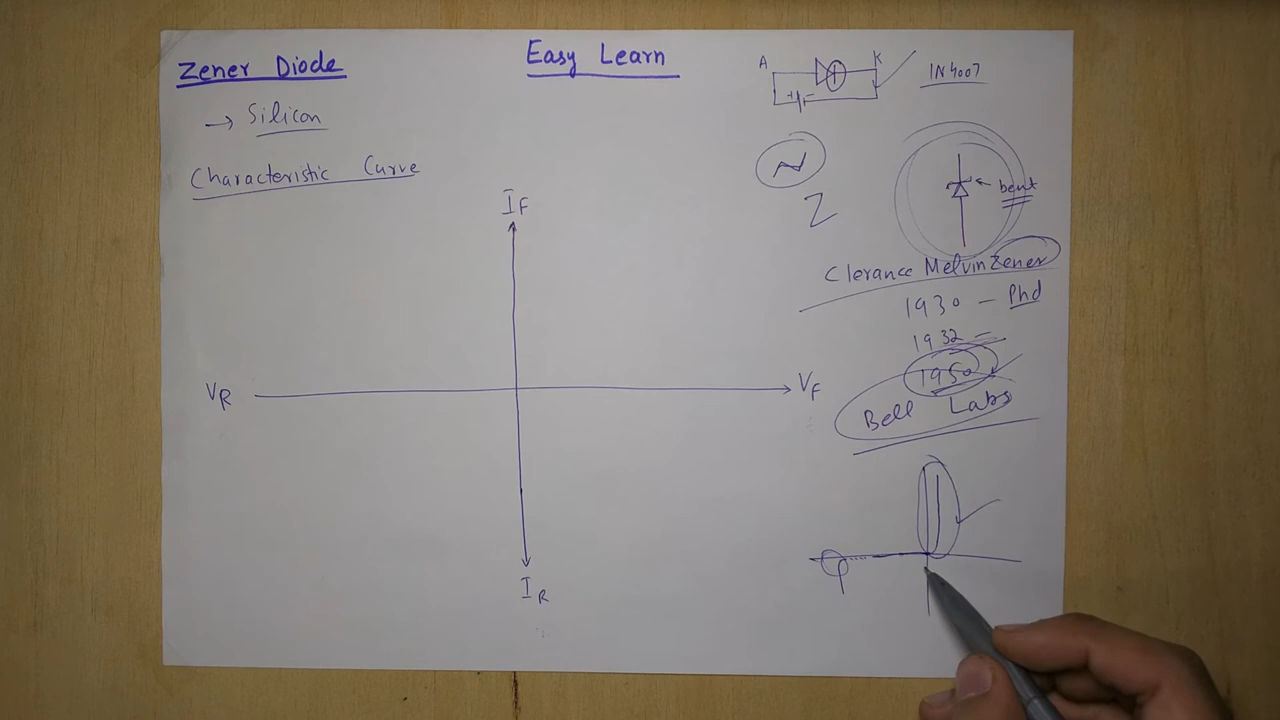 Zener Diode
Easy Learn
→ Silicon
Characteristic Curve
A
K
+ -
1N4007
N
Z
bent
Clerance Melvin Zener
1930 - Phd
1932 =
1950
Bell Labs
IF
VR
VF
IR